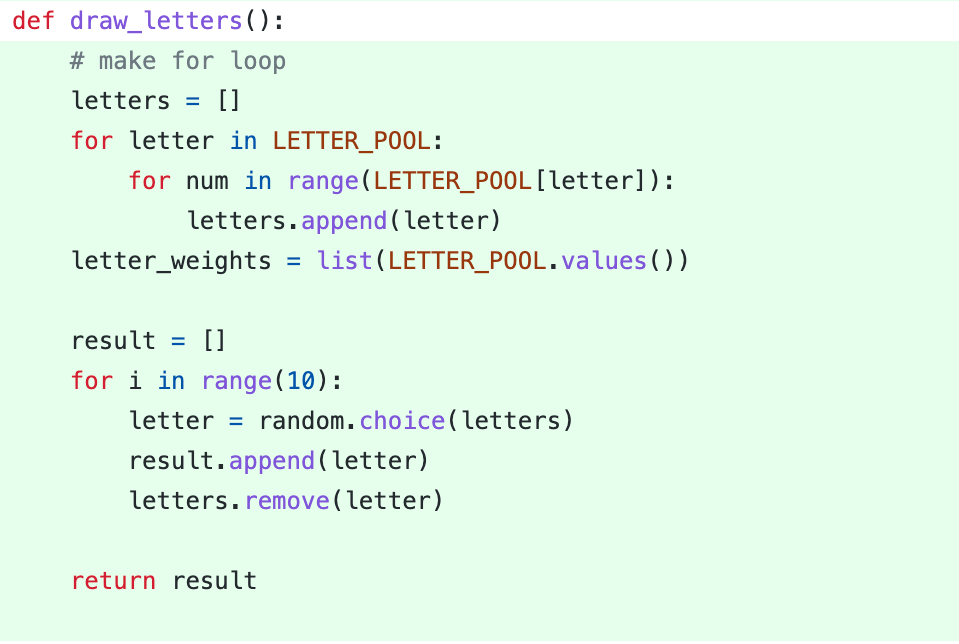 def draw_letters():
    # make for loop
    letters = []
    for letter in LETTER_POOL:
        for num in range(LETTER_POOL[letter]):
            letters.append(letter)
    letter_weights = list(LETTER_POOL.values())

    result = []
    for i in range(10):
        letter = random.choice(letters)
        result.append(letter)
        letters.remove(letter)

    return result